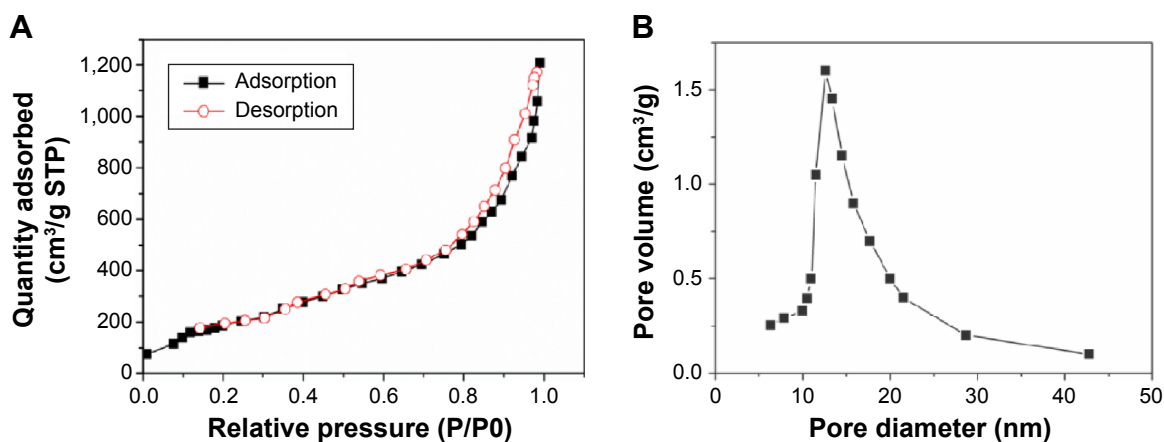 A
Quantity adsorbed
(cm³/g STP)
1,200
1,000
800
600
400
200
0
Adsorption
Desorption
0.0 0.2 0.4 0.6 0.8 1.0
Relative pressure (P/P0)
B
Pore volume (cm³/g)
1.5
1.0
0.5
0.0
0 10 20 30 40 50
Pore diameter (nm)